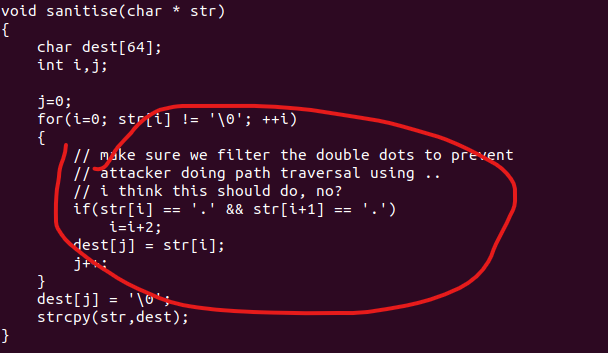 void sanitise(char * str)
{
    char dest[64];
    int i,j;

    j=0;
    for(i=0; str[i] != '\0'; ++i)
    {
        // make sure we filter the double dots to prevent
        // attacker doing path traversal using ..
        // i think this should do, no?
        if(str[i] == '.' && str[i+1] == '.')
            i=i+2;
        dest[j] = str[i];
        j++;
    }
    dest[j] = '\0';
    strcpy(str,dest);
}